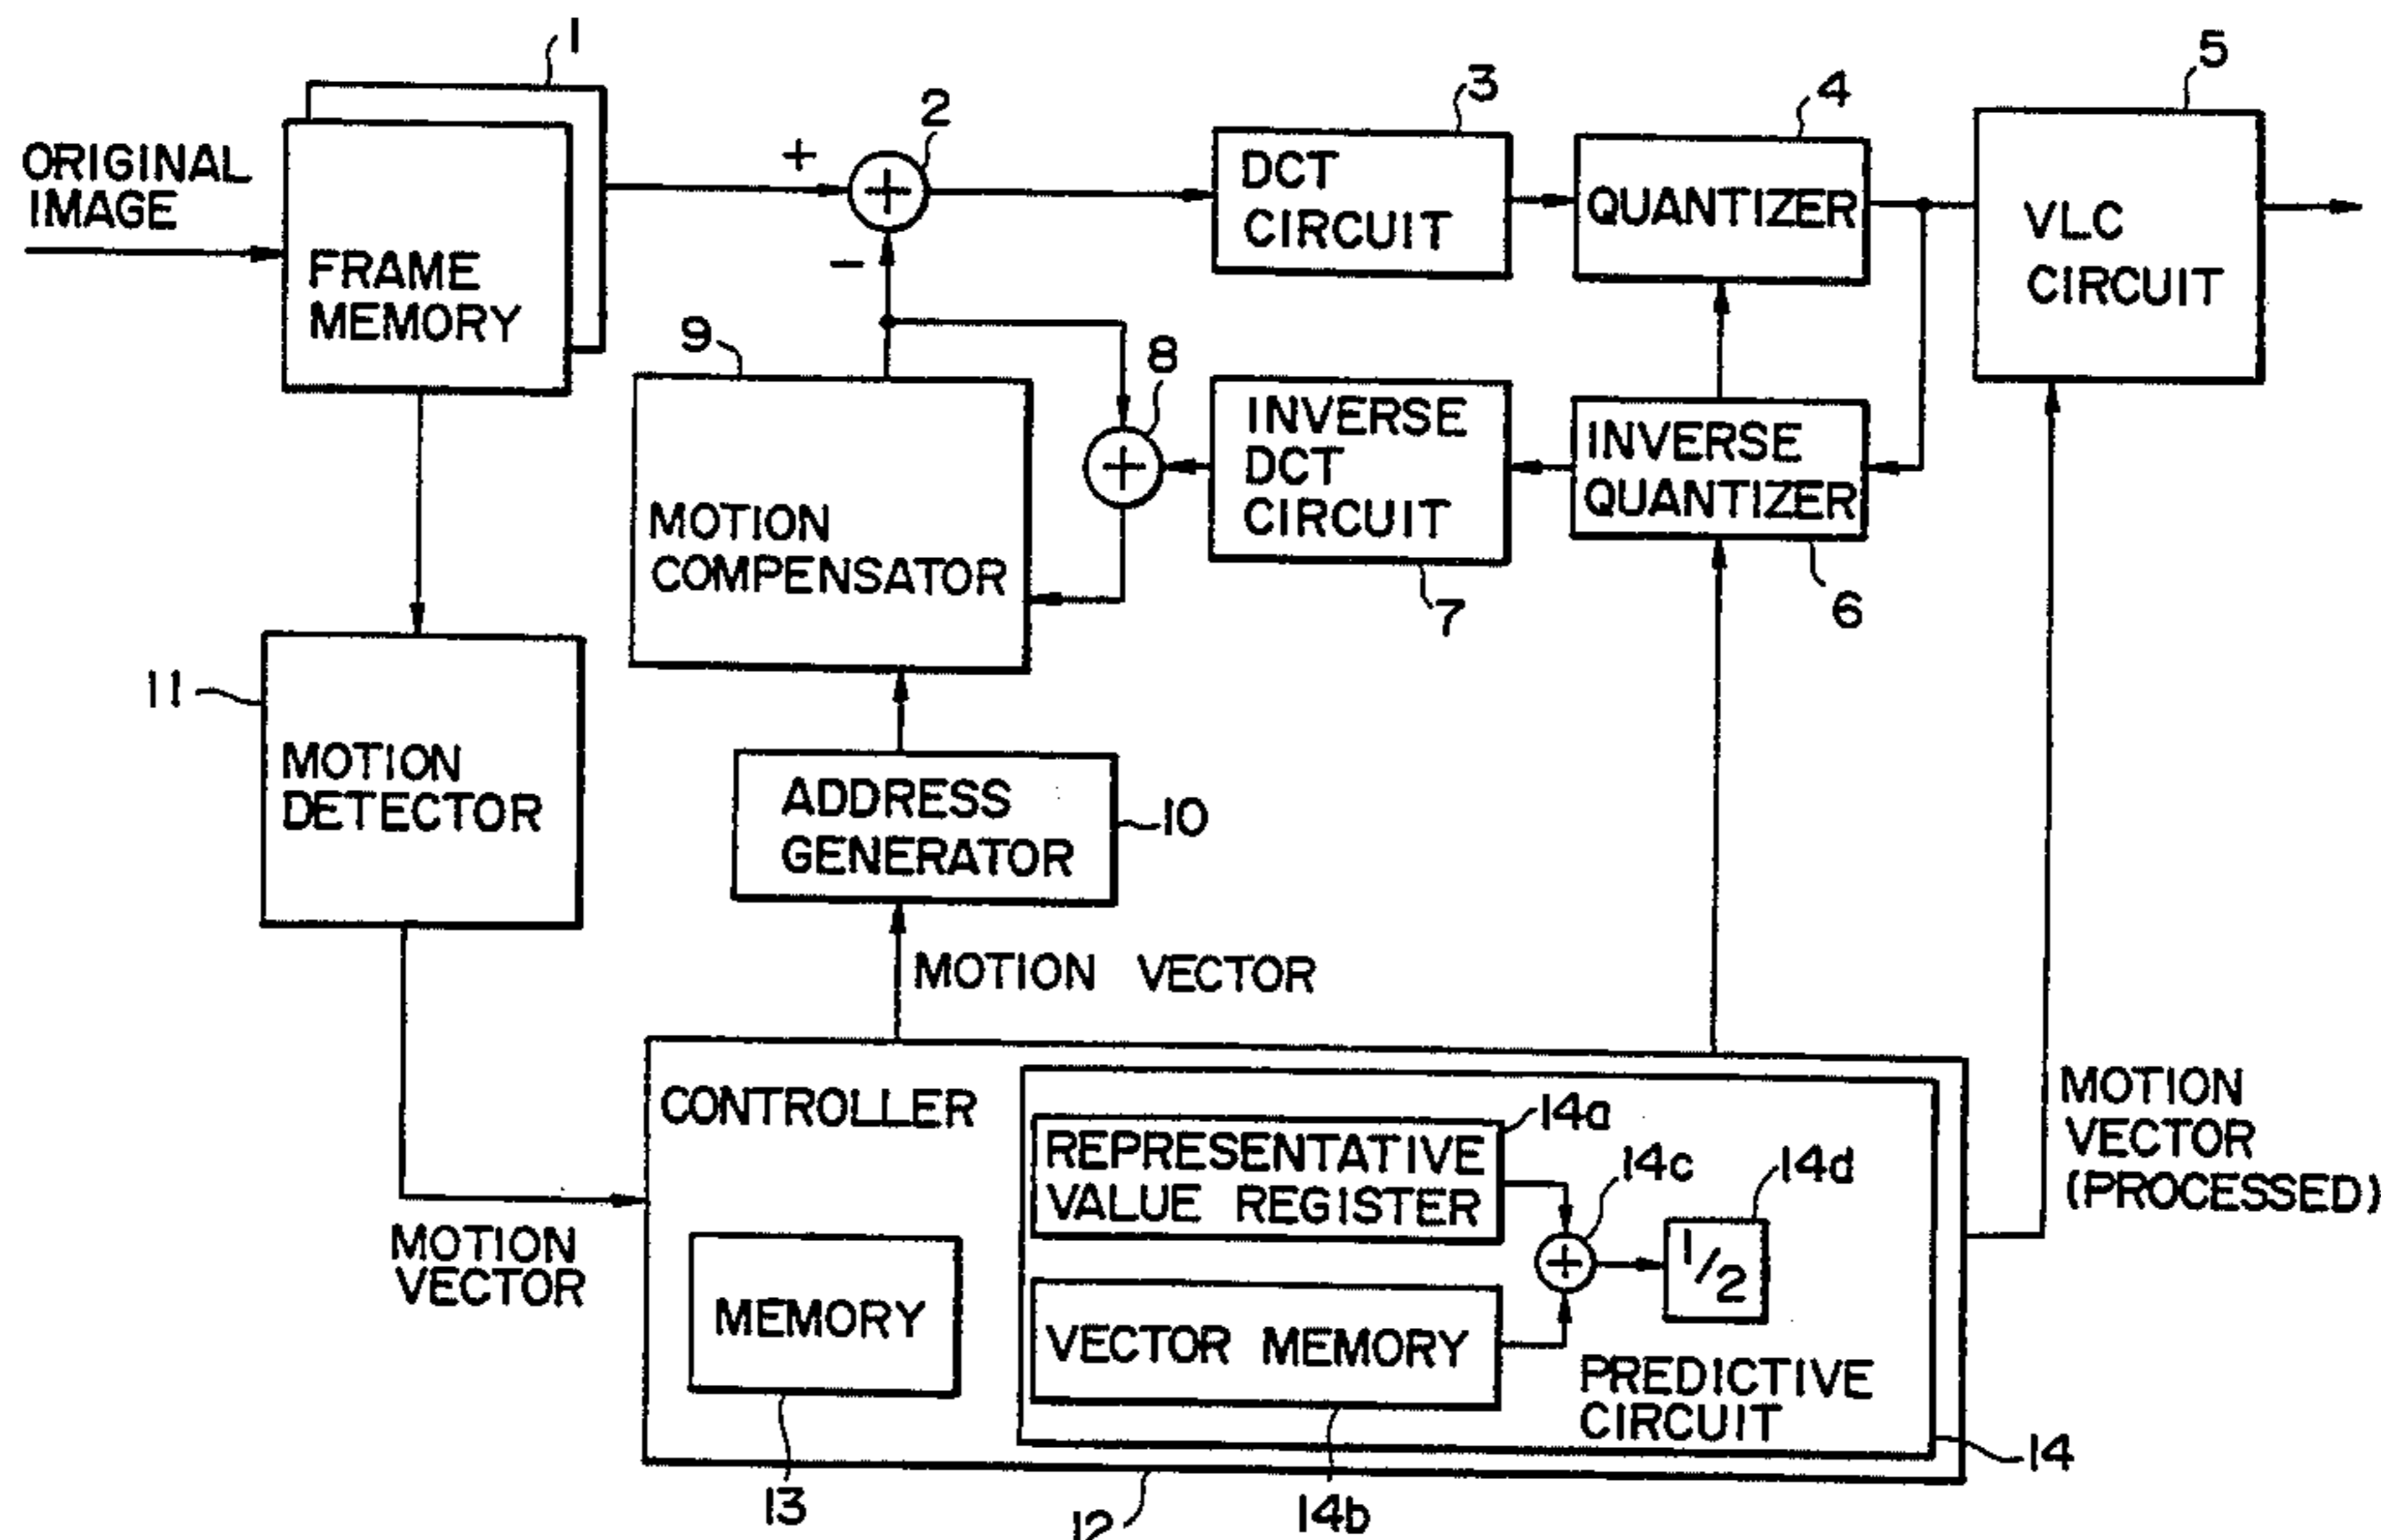 1
ORIGINAL
IMAGE
FRAME
MEMORY
+
2
+
-
3
DCT
CIRCUIT
4
QUANTIZER
5
VLC
CIRCUIT
9
MOTION
COMPENSATOR
8
+
INVERSE
DCT
CIRCUIT
7
INVERSE
QUANTIZER
6
11
MOTION
DETECTOR
ADDRESS
GENERATOR
10
MOTION VECTOR
MOTION
VECTOR
CONTROLLER
MEMORY
13
12
REPRESENTATIVE
VALUE REGISTER
14a
14c
+
14d
1/2
VECTOR MEMORY
14b
PREDICTIVE
CIRCUIT
14
MOTION
VECTOR
(PROCESSED)